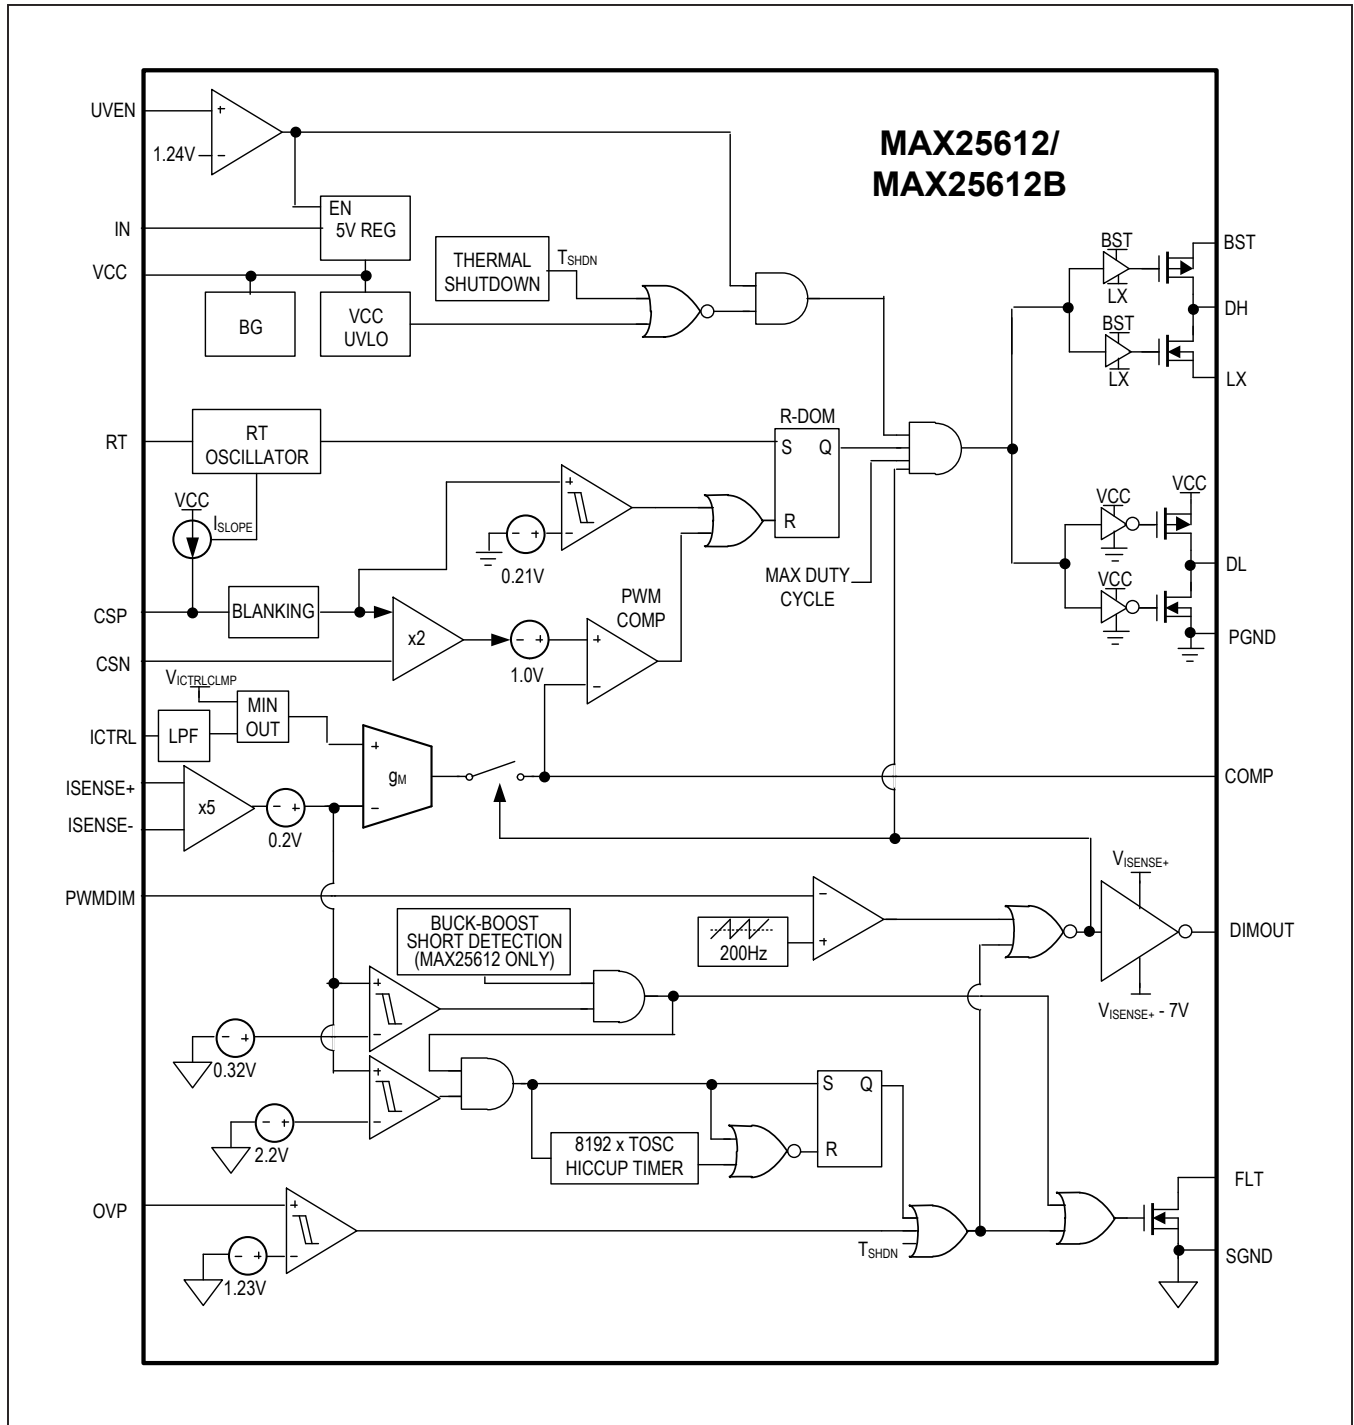 MAX25612/
MAX25612B
UVEN
+
1.24V
−
EN
5V REG
IN
VCC
BG
VCC
UVLO
THERMAL
SHUTDOWN
TSHDN
BST
LX
BST
LX
BST
DH
LX
RT
RT
OSCILLATOR
R-DOM
S Q
R
VCC
ISLOPE
+
−
− +
0.21V
MAX DUTY
CYCLE
VCC
VCC
VCC
DL
PGND
CSP
BLANKING
x2
CSN
− +
1.0V
PWM
COMP
+
−
VICTRLCLMP
MIN
OUT
ICTRL
LPF
+
gM
−
COMP
ISENSE+
ISENSE-
x5
− +
0.2V
PWMDIM
BUCK-BOOST
SHORT DETECTION
(MAX25612 ONLY)
200Hz
−
+
VISENSE+
DIMOUT
VISENSE+ - 7V
+
−
− +
0.32V
+
−
− +
2.2V
8192 x TOSC
HICCUP TIMER
S Q
R
OVP
+
−
− +
1.23V
TSHDN
FLT
SGND